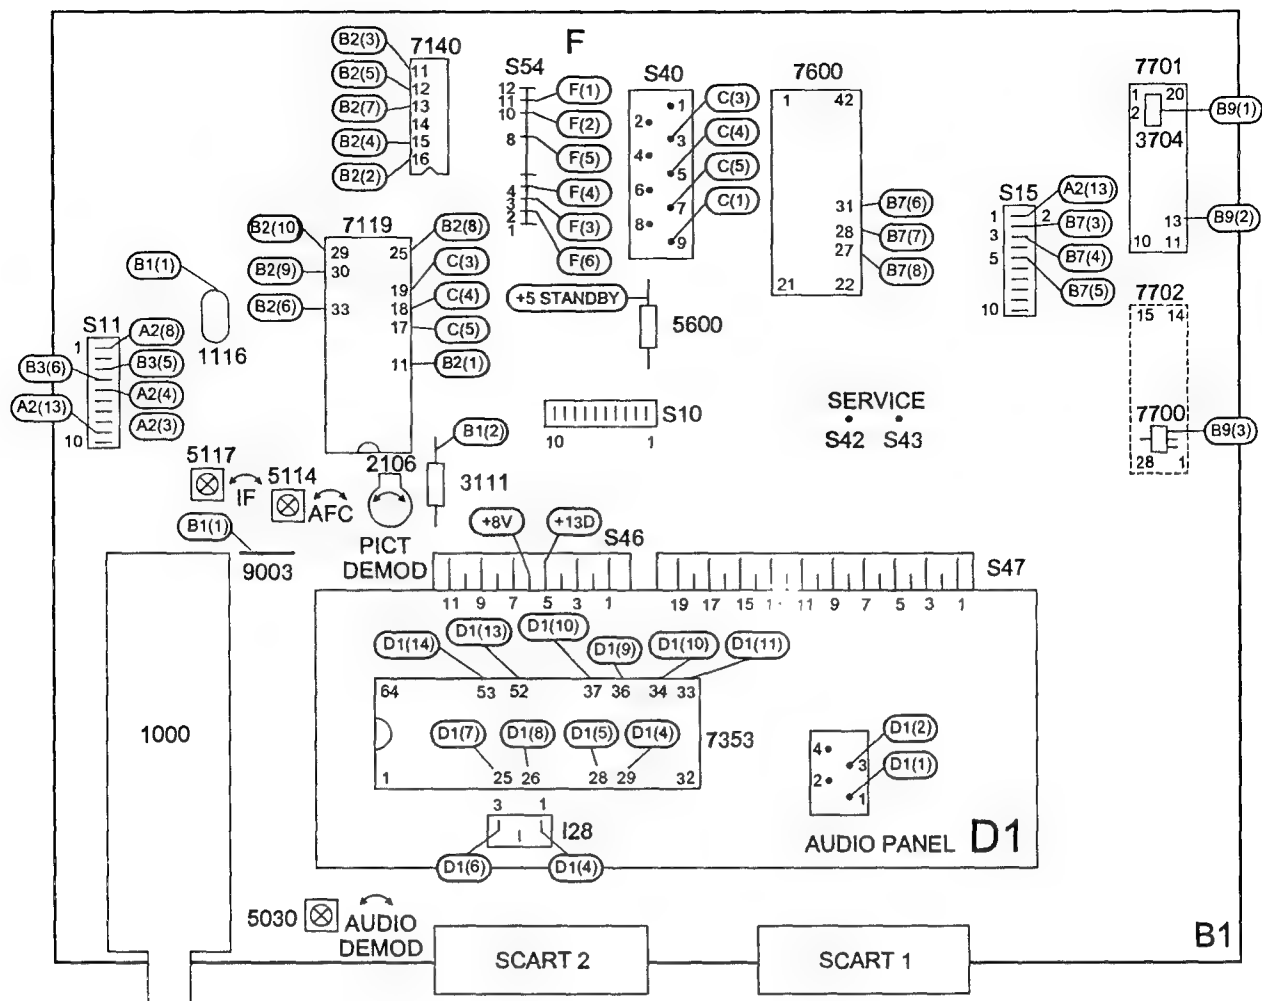 F
B2(3)
7140
B2(5)
B2(7)
B2(4)
B2(2)
11
12
13
14
15
16
S54
12
11
10
8
4
3
2
1
F(1)
F(2)
F(5)
F(4)
F(3)
F(6)
S40
1
2
3
4
5
6
7
8
9
C(3)
C(4)
C(5)
C(1)
7600
1 42
31
28
27
21 22
B7(6)
B7(7)
B7(8)
7701
1 20
2
3704
13
10 11
B9(1)
B9(2)
S15
1 2
3
5
10
A2(13)
B7(3)
B7(4)
B7(5)
7702
15 14
7700
28 1
B9(3)
B2(10)
B2(9)
B2(6)
7119
29 25
30
19
33 18
17
11
B2(8)
C(3)
C(4)
C(5)
B2(1)
B1(1)
1116
S11
1
10
A2(8)
B3(6)
B3(5)
A2(4)
A2(13)
A2(3)
+5 STANDBY
5600
S10
10 1
SERVICE
S42 S43
5117
IF
5114
AFC
2106
PICT
DEMOD
B1(2)
3111
B1(1)
9003
+8V
+13D
S46
11 9 7 5 3 1
S47
19 17 15 11 9 7 5 3 1
1000
D1(14)
D1(13)
D1(10)
D1(9)
D1(10)
D1(11)
64 53 52 37 36 34 33
D1(7)
D1(8)
D1(5)
D1(4)
7353
1 25 26 28 29 32
3 1
I28
D1(6)
D1(4)
4
3
2
1
D1(2)
D1(1)
AUDIO PANEL D1
5030
AUDIO
DEMOD
SCART 2
SCART 1
B1